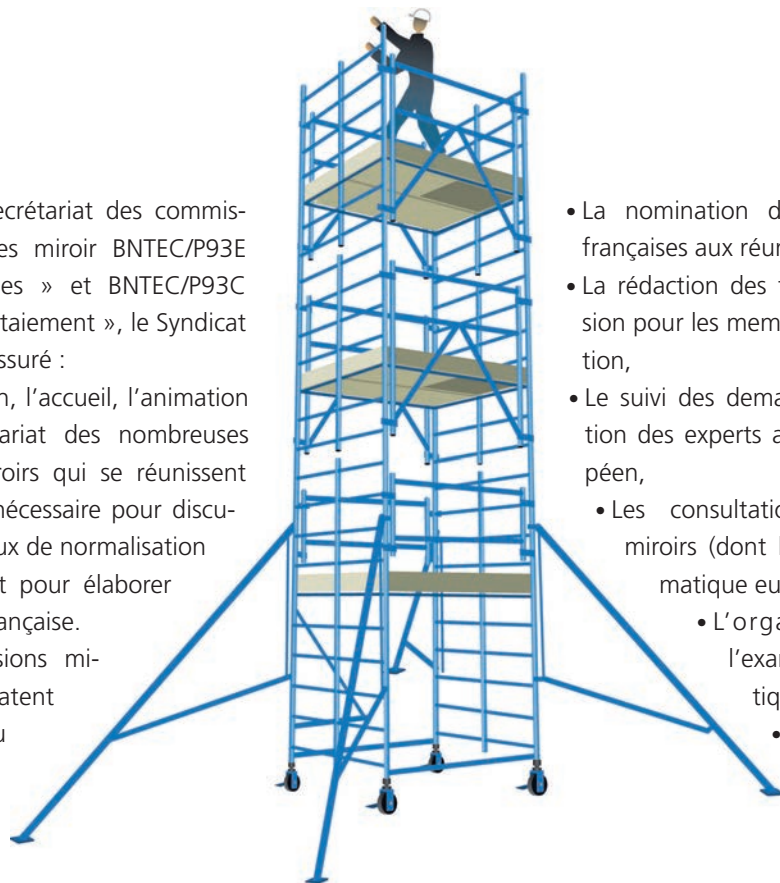 ecrétariat des commis-
es miroir BNTEC/P93E
es » et BNTEC/P93C
taiement », le Syndicat
ssuré :
n, l'accueil, l'animation
ariat des nombreuses
roirs qui se réunissent
nécessaire pour discu-
ux de normalisation
t pour élaborer
ançaise.
sions mi-
atent
u
• La nomination d
françaises aux réur
• La rédaction des t
sion pour les mem
tion,
• Le suivi des dema
tion des experts a
péen,
• Les consultatio
miroirs (dont l
matique eu
• L'orga
l'exar
tiq
•